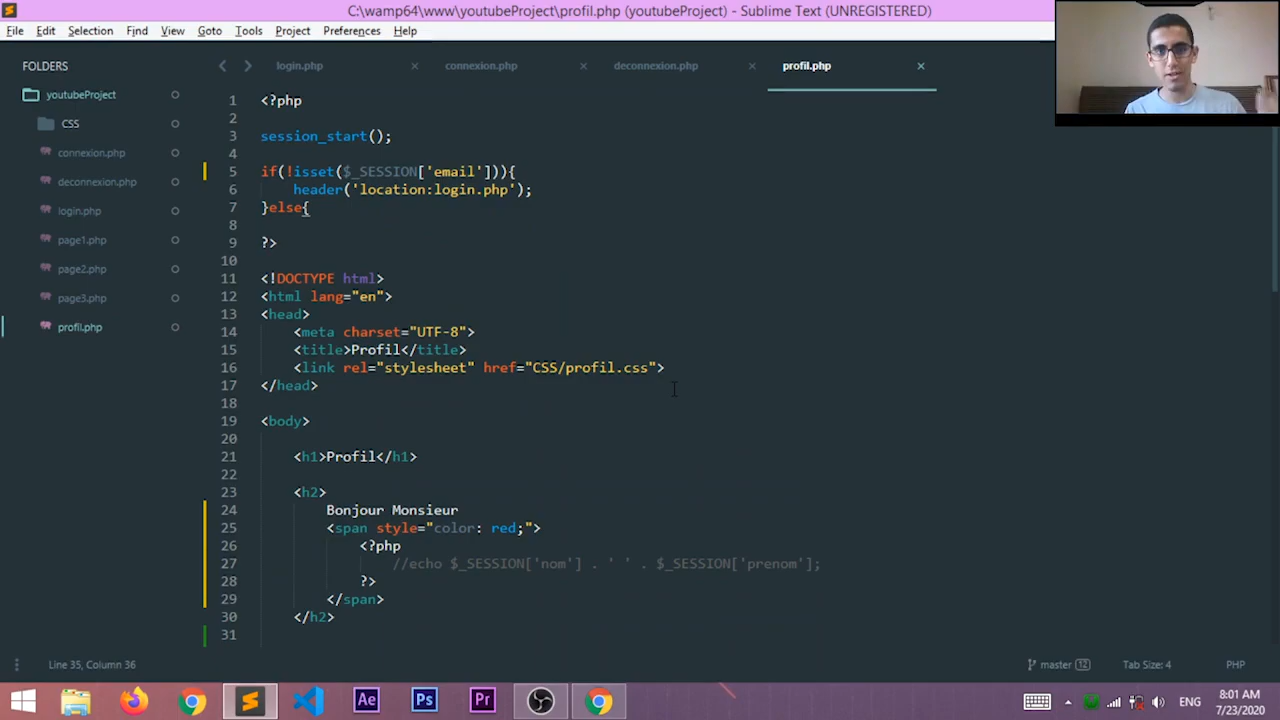 C:\wamp64\www\youtubeProject\profil.php (youtubeProject) - Sublime Text (UNREGISTERED)
File Edit Selection Find View Goto Tools Project Preferences Help
FOLDERS
youtubeProject
CSS
connexion.php
deconnexion.php
login.php
page1.php
page2.php
page3.php
profil.php
login.php × connexion.php × deconnexion.php × profil.php ×
1 <?php
2
3 session_start();
4
5 if(!isset($_SESSION['email'])){
6 header('location:login.php');
7 }else{
8
9 ?>
10
11 <!DOCTYPE html>
12 <html lang="en">
13 <head>
14 <meta charset="UTF-8">
15 <title>Profil</title>
16 <link rel="stylesheet" href="CSS/profil.css">
17 </head>
18
19 <body>
20
21 <h1>Profil</h1>
22
23 <h2>
24 Bonjour Monsieur
25 <span style="color: red;">
26 <?php
27 //echo $_SESSION['nom'] . ' ' . $_SESSION['prenom'];
28 ?>
29 </span>
30 </h2>
31
Line 35, Column 36
master 12
Tab Size: 4
PHP
Ae Ps Pr
ENG
8:01 AM
7/23/2020